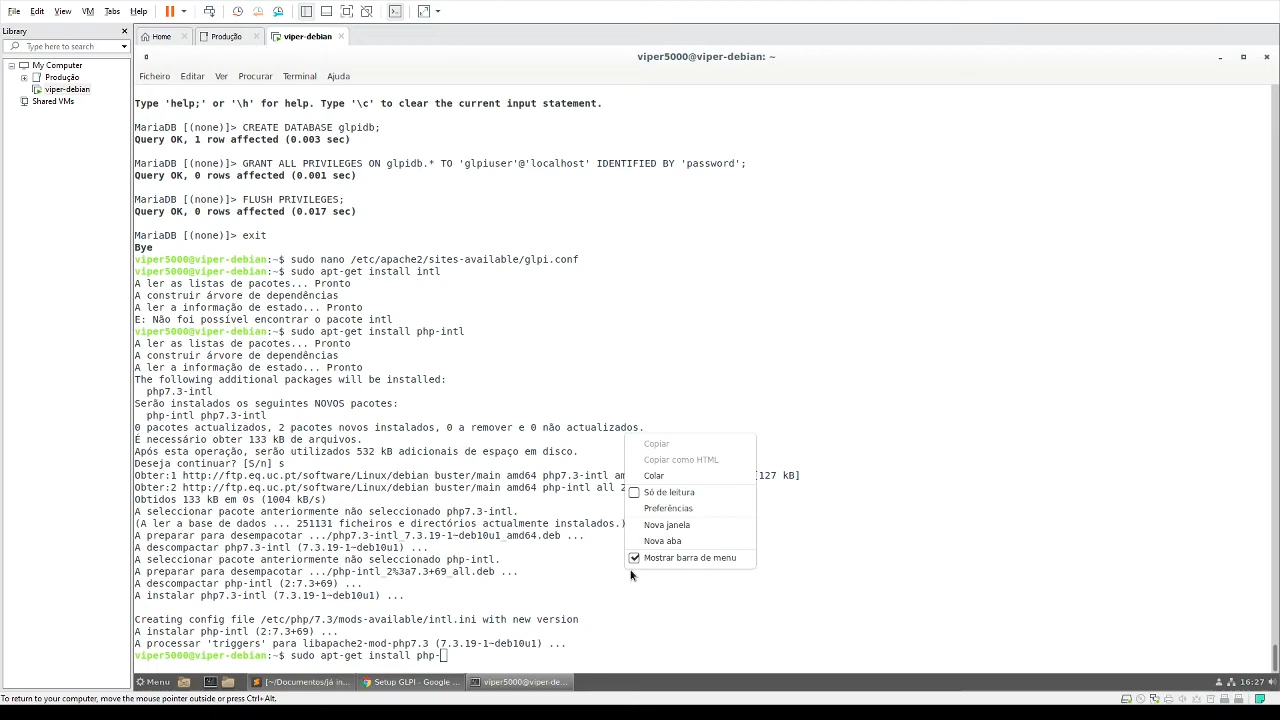 File Edit View VM Tabs Help
Library
Type here to search
My Computer
Produção
viper-debian
Shared VMs
Home
Produção
viper-debian
viper5000@viper-debian: ~
Ficheiro Editar Ver Procurar Terminal Ajuda
Type 'help;' or '\h' for help. Type '\c' to clear the current input statement.
MariaDB [(none)]> CREATE DATABASE glpidb;
Query OK, 1 row affected (0.003 sec)
MariaDB [(none)]> GRANT ALL PRIVILEGES ON glpidb.* TO 'glpiuser'@'localhost' IDENTIFIED BY 'password';
Query OK, 0 rows affected (0.001 sec)
MariaDB [(none)]> FLUSH PRIVILEGES;
Query OK, 0 rows affected (0.017 sec)
MariaDB [(none)]> exit
Bye
viper5000@viper-debian:~$ sudo nano /etc/apache2/sites-available/glpi.conf
viper5000@viper-debian:~$ sudo apt-get install intl
A ler as listas de pacotes... Pronto
A construir árvore de dependências
A ler a informação de estado... Pronto
E: Não foi possível encontrar o pacote intl
viper5000@viper-debian:~$ sudo apt-get install php-intl
A ler as listas de pacotes... Pronto
A construir árvore de dependências
A ler a informação de estado... Pronto
The following additional packages will be installed:
php7.3-intl
Serão instalados os seguintes NOVOS pacotes:
php-intl php7.3-intl
0 pacotes actualizados, 2 pacotes novos instalados, 0 a remover e 0 não actualizados.
É necessário obter 133 kB de arquivos.
Após esta operação, serão utilizados 532 kB adicionais de espaço em disco.
Deseja continuar? [S/n] s
Obter:1 http://ftp.eq.uc.pt/software/Linux/debian buster/main amd64 php7.3-intl am [127 kB]
Obter:2 http://ftp.eq.uc.pt/software/Linux/debian buster/main amd64 php-intl all 2
Obtidos 133 kB em 0s (1004 kB/s)
A seleccionar pacote anteriormente não seleccionado php7.3-intl.
(A ler a base de dados ... 251131 ficheiros e directórios actualmente instalados.)
A preparar para desempacotar .../php7.3-intl_7.3.19-1~deb10u1_amd64.deb ...
A descompactar php7.3-intl (7.3.19-1~deb10u1) ...
A seleccionar pacote anteriormente não seleccionado php-intl.
A preparar para desempacotar .../php-intl_2%3a7.3+69_all.deb ...
A descompactar php-intl (2:7.3+69) ...
A instalar php7.3-intl (7.3.19-1~deb10u1) ...
Creating config file /etc/php/7.3/mods-available/intl.ini with new version
A instalar php-intl (2:7.3+69) ...
A processar 'triggers' para libapache2-mod-php7.3 (7.3.19-1~deb10u1) ...
viper5000@viper-debian:~$ sudo apt-get install php-
Copiar
Copiar como HTML
Colar
Só de leitura
Preferências
Nova janela
Nova aba
Mostrar barra de menu
Menu
[~/Documentos/já in...
Setup GLPI - Google ...
viper5000@viper-de...
16:27
To return to your computer, move the mouse pointer outside or press Ctrl+Alt.